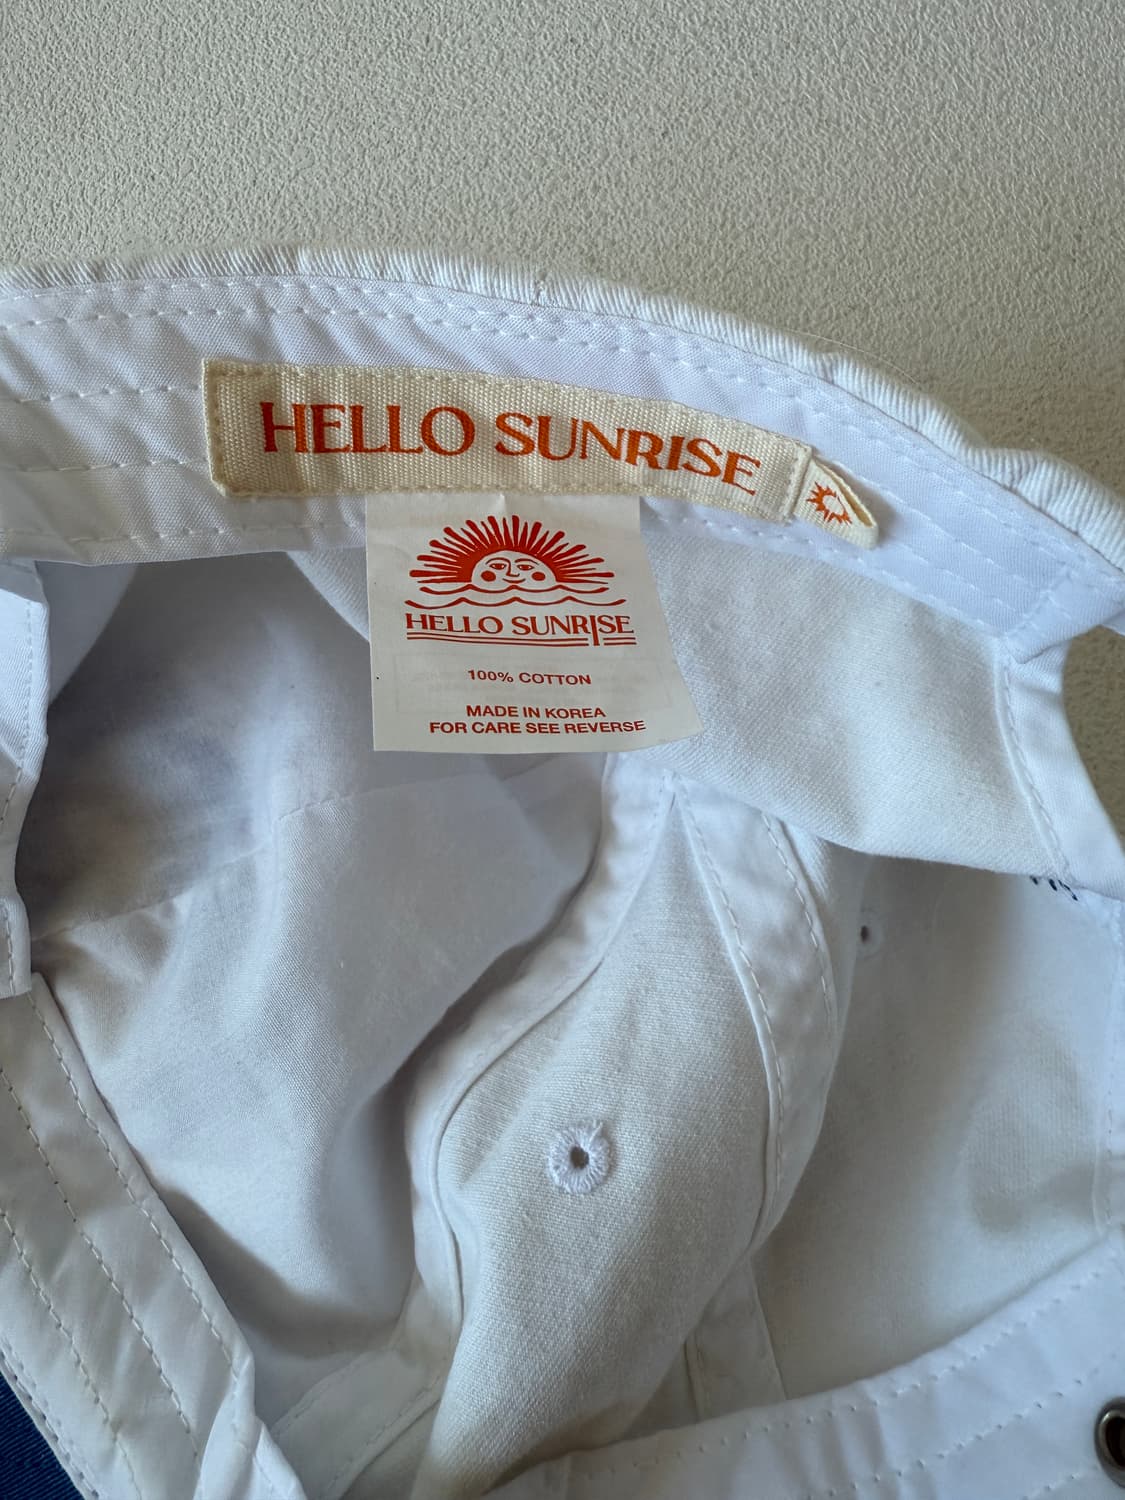 HELLO SUNRISE
HELLO SUNRISE
100% COTTON
MADE IN KOREA
FOR CARE SEE REVERSE